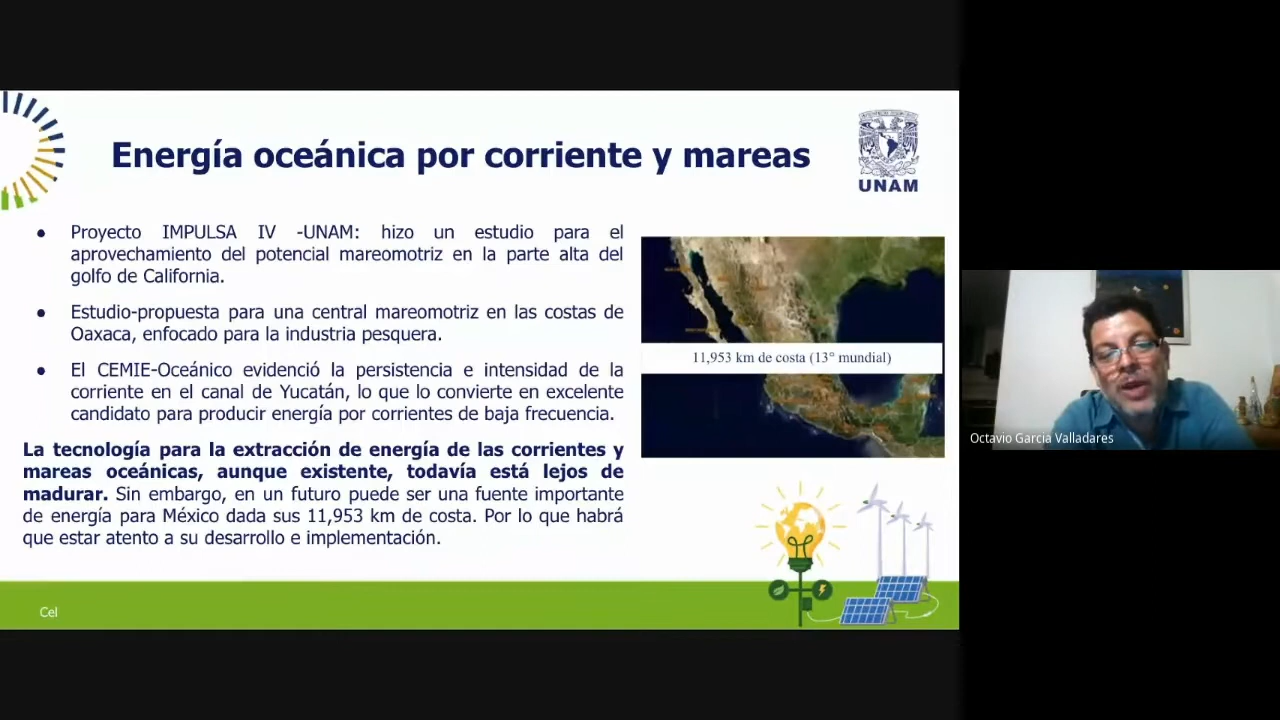 Energía oceánica por corriente y mareas
UNAM
● Proyecto IMPULSA IV -UNAM: hizo un estudio para el
aprovechamiento del potencial mareomotriz en la parte alta del
golfo de California.
● Estudio-propuesta para una central mareomotriz en las costas de
Oaxaca, enfocado para la industria pesquera.
● El CEMIE-Oceánico evidenció la persistencia e intensidad de la
corriente en el canal de Yucatán, lo que lo convierte en excelente
candidato para producir energía por corrientes de baja frecuencia.
La tecnología para la extracción de energía de las corrientes y
mareas oceánicas, aunque existente, todavía está lejos de
madurar. Sin embargo, en un futuro puede ser una fuente importante
de energía para México dada sus 11,953 km de costa. Por lo que habrá
que estar atento a su desarrollo e implementación.
11,953 km de costa (13° mundial)
Cel
Octavio Garcia Valladares